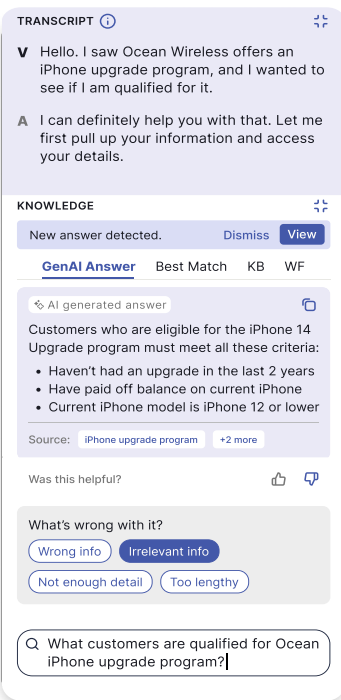 TRANSCRIPT
V Hello. I saw Ocean Wireless offers an
iPhone upgrade program, and I wanted to
see if I am qualified for it.
A I can definitely help you with that. Let me
first pull up your information and access
your details.
KNOWLEDGE
New answer detected. Dismiss View
GenAI Answer Best Match KB WF
AI generated answer
Customers who are eligible for the iPhone 14
Upgrade program must meet all these criteria:
• Haven’t had an upgrade in the last 2 years
• Have paid off balance on current iPhone
• Current iPhone model is iPhone 12 or lower
Source: iPhone upgrade program +2 more
Was this helpful?
What’s wrong with it?
Wrong info Irrelevant info
Not enough detail Too lengthy
What customers are qualified for Ocean
iPhone upgrade program?